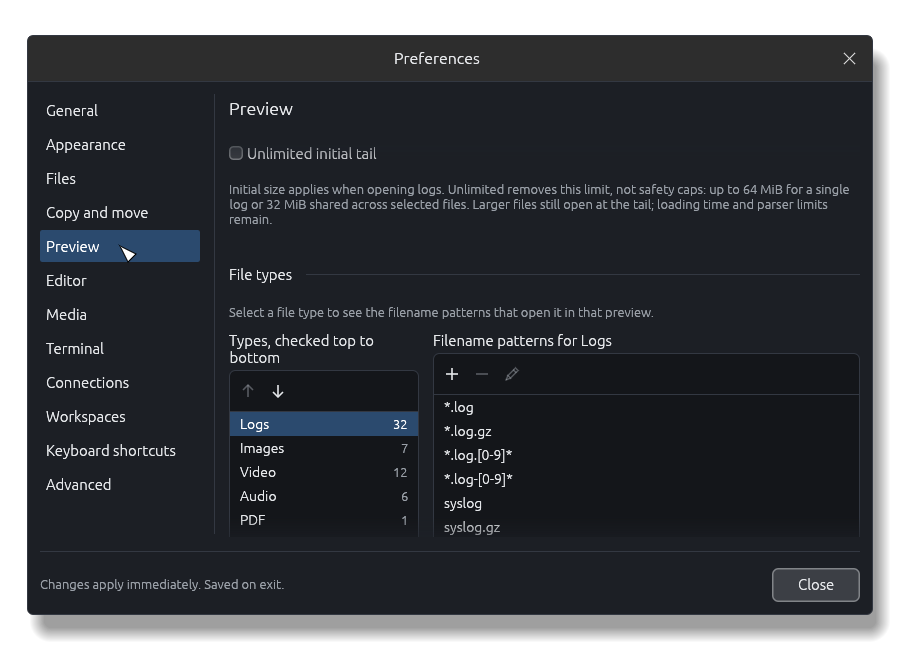 Preferences
General
Appearance
Files
Copy and move
Preview
Editor
Media
Terminal
Connections
Workspaces
Keyboard shortcuts
Advanced
Preview
Unlimited initial tail
Initial size applies when opening logs. Unlimited removes this limit, not safety caps: up to 64 MiB for a single
log or 32 MiB shared across selected files. Larger files still open at the tail; loading time and parser limits
remain.
File types
Select a file type to see the filename patterns that open it in that preview.
Types, checked top to
bottom
Logs 32
Images 7
Video 12
Audio 6
PDF 1
Filename patterns for Logs
*.log
*.log.gz
*.log.[0-9]*
*.log-[0-9]*
syslog
syslog.gz
Changes apply immediately. Saved on exit.
Close